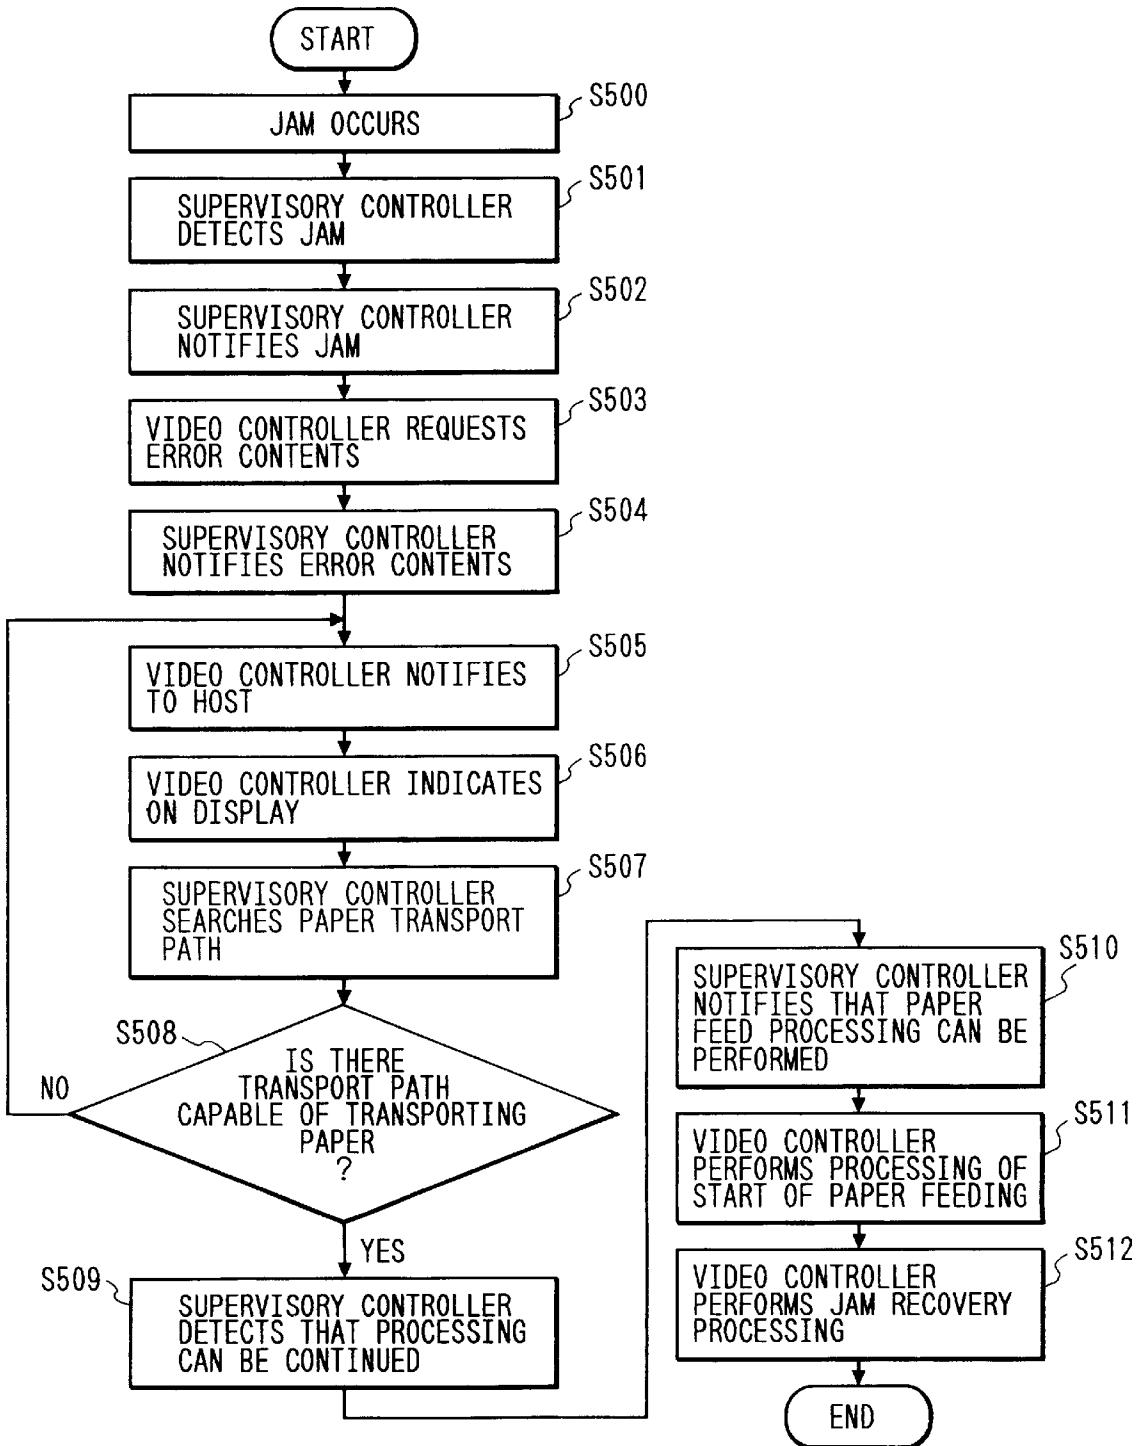 START
S500
JAM OCCURS
S501
SUPERVISORY CONTROLLER
DETECTS JAM
S502
SUPERVISORY CONTROLLER
NOTIFIES JAM
S503
VIDEO CONTROLLER REQUESTS
ERROR CONTENTS
S504
SUPERVISORY CONTROLLER
NOTIFIES ERROR CONTENTS
S505
VIDEO CONTROLLER NOTIFIES
TO HOST
S506
VIDEO CONTROLLER INDICATES
ON DISPLAY
S507
SUPERVISORY CONTROLLER
SEARCHES PAPER TRANSPORT
PATH
S508
IS THERE
TRANSPORT PATH
CAPABLE OF TRANSPORTING
PAPER
?
NO
YES
S509
SUPERVISORY CONTROLLER
DETECTS THAT PROCESSING
CAN BE CONTINUED
S510
SUPERVISORY CONTROLLER
NOTIFIES THAT PAPER
FEED PROCESSING CAN BE
PERFORMED
S511
VIDEO CONTROLLER
PERFORMS PROCESSING OF
START OF PAPER FEEDING
S512
VIDEO CONTROLLER
PERFORMS JAM RECOVERY
PROCESSING
END